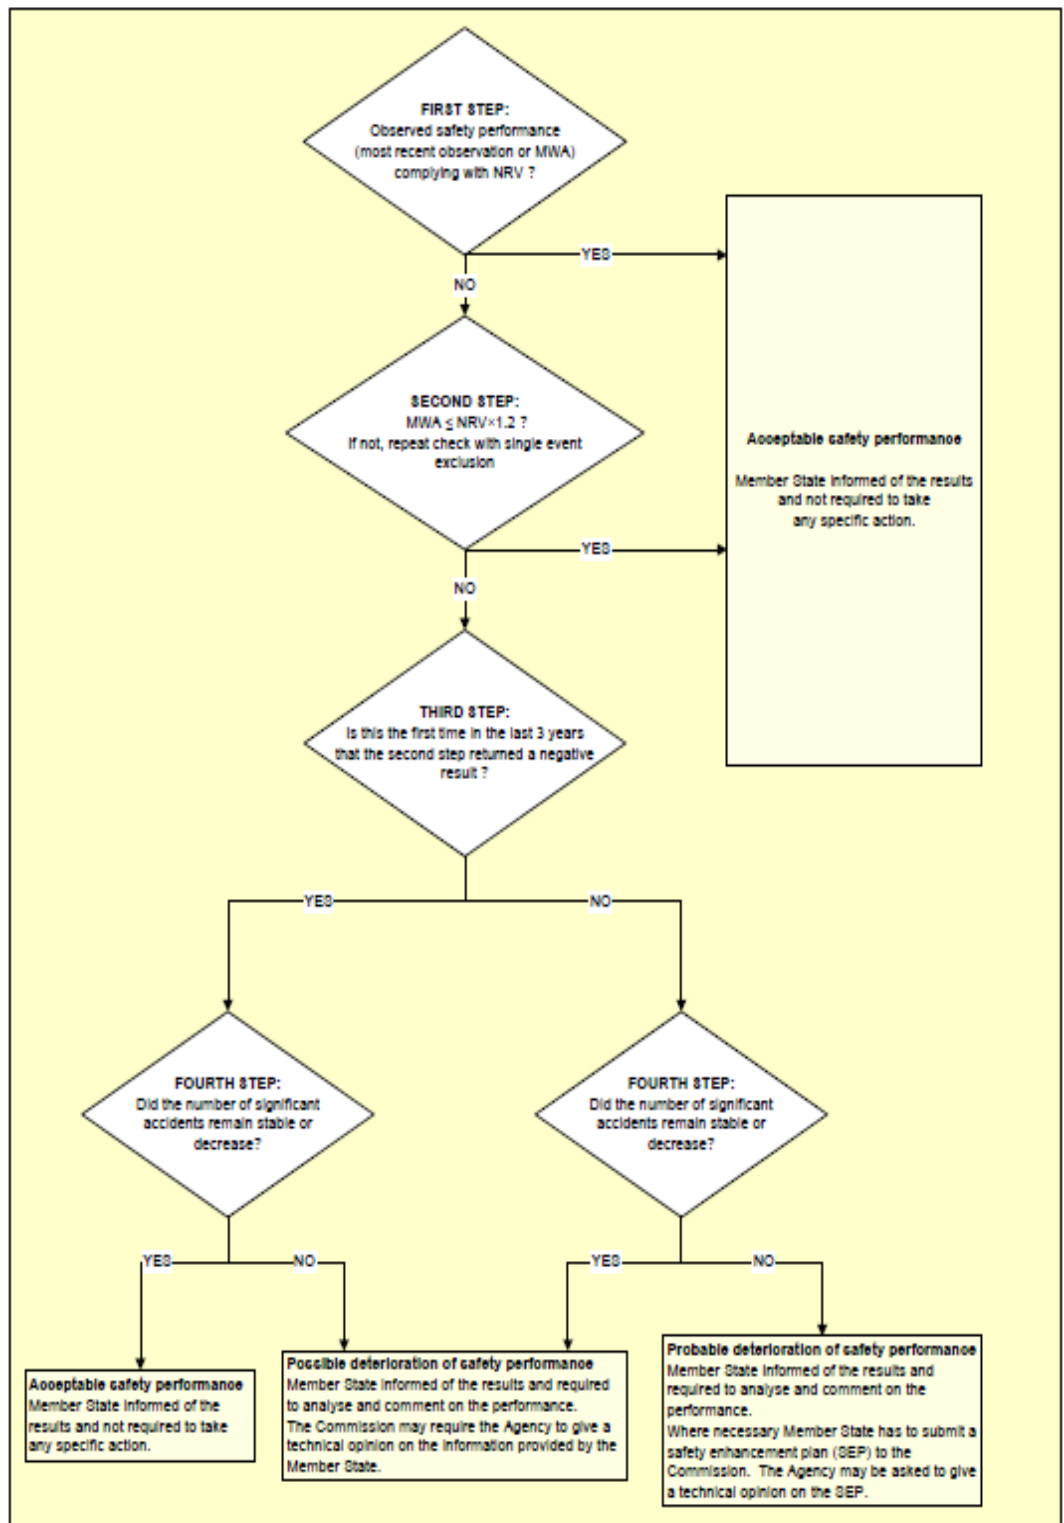 FIRST STEP:
Observed safety performance
(most recent observation or MWA)
complying with NRV ?
YES
NO
SECOND STEP:
MWA ≤ NRV×1.2 ?
If not, repeat check with single event
exclusion
Acceptable safety performance
Member State informed of the results
and not required to take
any specific action.
YES
NO
THIRD STEP:
Is this the first time in the last 3 years
that the second step returned a negative
result ?
YES
NO
FOURTH STEP:
Did the number of significant
accidents remain stable or
decrease?
FOURTH STEP:
Did the number of significant
accidents remain stable or
decrease?
YES
NO
YES
NO
Acceptable safety performance
Member State informed of the
results and not required to take
any specific action.
Possible deterioration of safety performance
Member State informed of the results and required
to analyse and comment on the performance.
The Commission may require the Agency to give a
technical opinion on the information provided by the
Member State.
Probable deterioration of safety performance
Member State informed of the results and
required to analyse and comment on the
performance.
Where necessary Member State has to submit a
safety enhancement plan (SEP) to the
Commission.  The Agency may be asked to give
a technical opinion on the SEP.